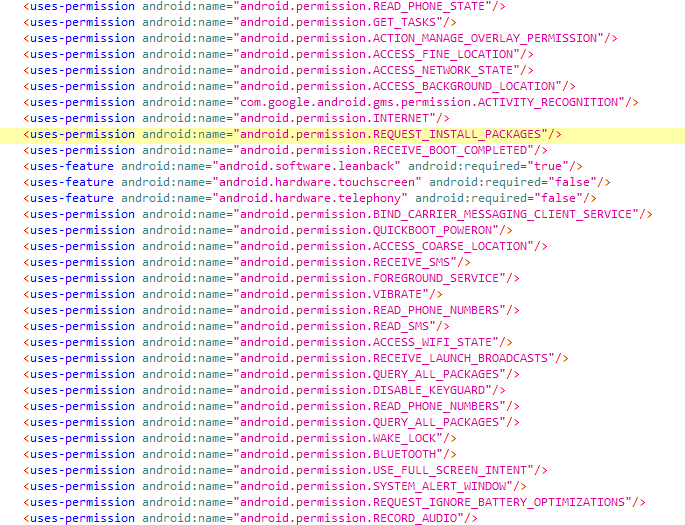 <uses-permission android:name="android.permission.READ_PHONE_STATE"/>
<uses-permission android:name="android.permission.GET_TASKS"/>
<uses-permission android:name="android.permission.ACTION_MANAGE_OVERLAY_PERMISSION"/>
<uses-permission android:name="android.permission.ACCESS_FINE_LOCATION"/>
<uses-permission android:name="android.permission.ACCESS_NETWORK_STATE"/>
<uses-permission android:name="android.permission.ACCESS_BACKGROUND_LOCATION"/>
<uses-permission android:name="com.google.android.gms.permission.ACTIVITY_RECOGNITION"/>
<uses-permission android:name="android.permission.INTERNET"/>
<uses-permission android:name="android.permission.REQUEST_INSTALL_PACKAGES"/>
<uses-permission android:name="android.permission.RECEIVE_BOOT_COMPLETED"/>
<uses-feature android:name="android.software.leanback" android:required="true"/>
<uses-feature android:name="android.hardware.touchscreen" android:required="false"/>
<uses-feature android:name="android.hardware.telephony" android:required="false"/>
<uses-permission android:name="android.permission.BIND_CARRIER_MESSAGING_CLIENT_SERVICE"/>
<uses-permission android:name="android.permission.QUICKBOOT_POWERON"/>
<uses-permission android:name="android.permission.ACCESS_COARSE_LOCATION"/>
<uses-permission android:name="android.permission.RECEIVE_SMS"/>
<uses-permission android:name="android.permission.FOREGROUND_SERVICE"/>
<uses-permission android:name="android.permission.VIBRATE"/>
<uses-permission android:name="android.permission.READ_PHONE_NUMBERS"/>
<uses-permission android:name="android.permission.READ_SMS"/>
<uses-permission android:name="android.permission.ACCESS_WIFI_STATE"/>
<uses-permission android:name="android.permission.RECEIVE_LAUNCH_BROADCASTS"/>
<uses-permission android:name="android.permission.QUERY_ALL_PACKAGES"/>
<uses-permission android:name="android.permission.DISABLE_KEYGUARD"/>
<uses-permission android:name="android.permission.READ_PHONE_NUMBERS"/>
<uses-permission android:name="android.permission.QUERY_ALL_PACKAGES"/>
<uses-permission android:name="android.permission.WAKE_LOCK"/>
<uses-permission android:name="android.permission.BLUETOOTH"/>
<uses-permission android:name="android.permission.USE_FULL_SCREEN_INTENT"/>
<uses-permission android:name="android.permission.SYSTEM_ALERT_WINDOW"/>
<uses-permission android:name="android.permission.REQUEST_IGNORE_BATTERY_OPTIMIZATIONS"/>
<uses-permission android:name="android.permission.RECORD_AUDIO"/>